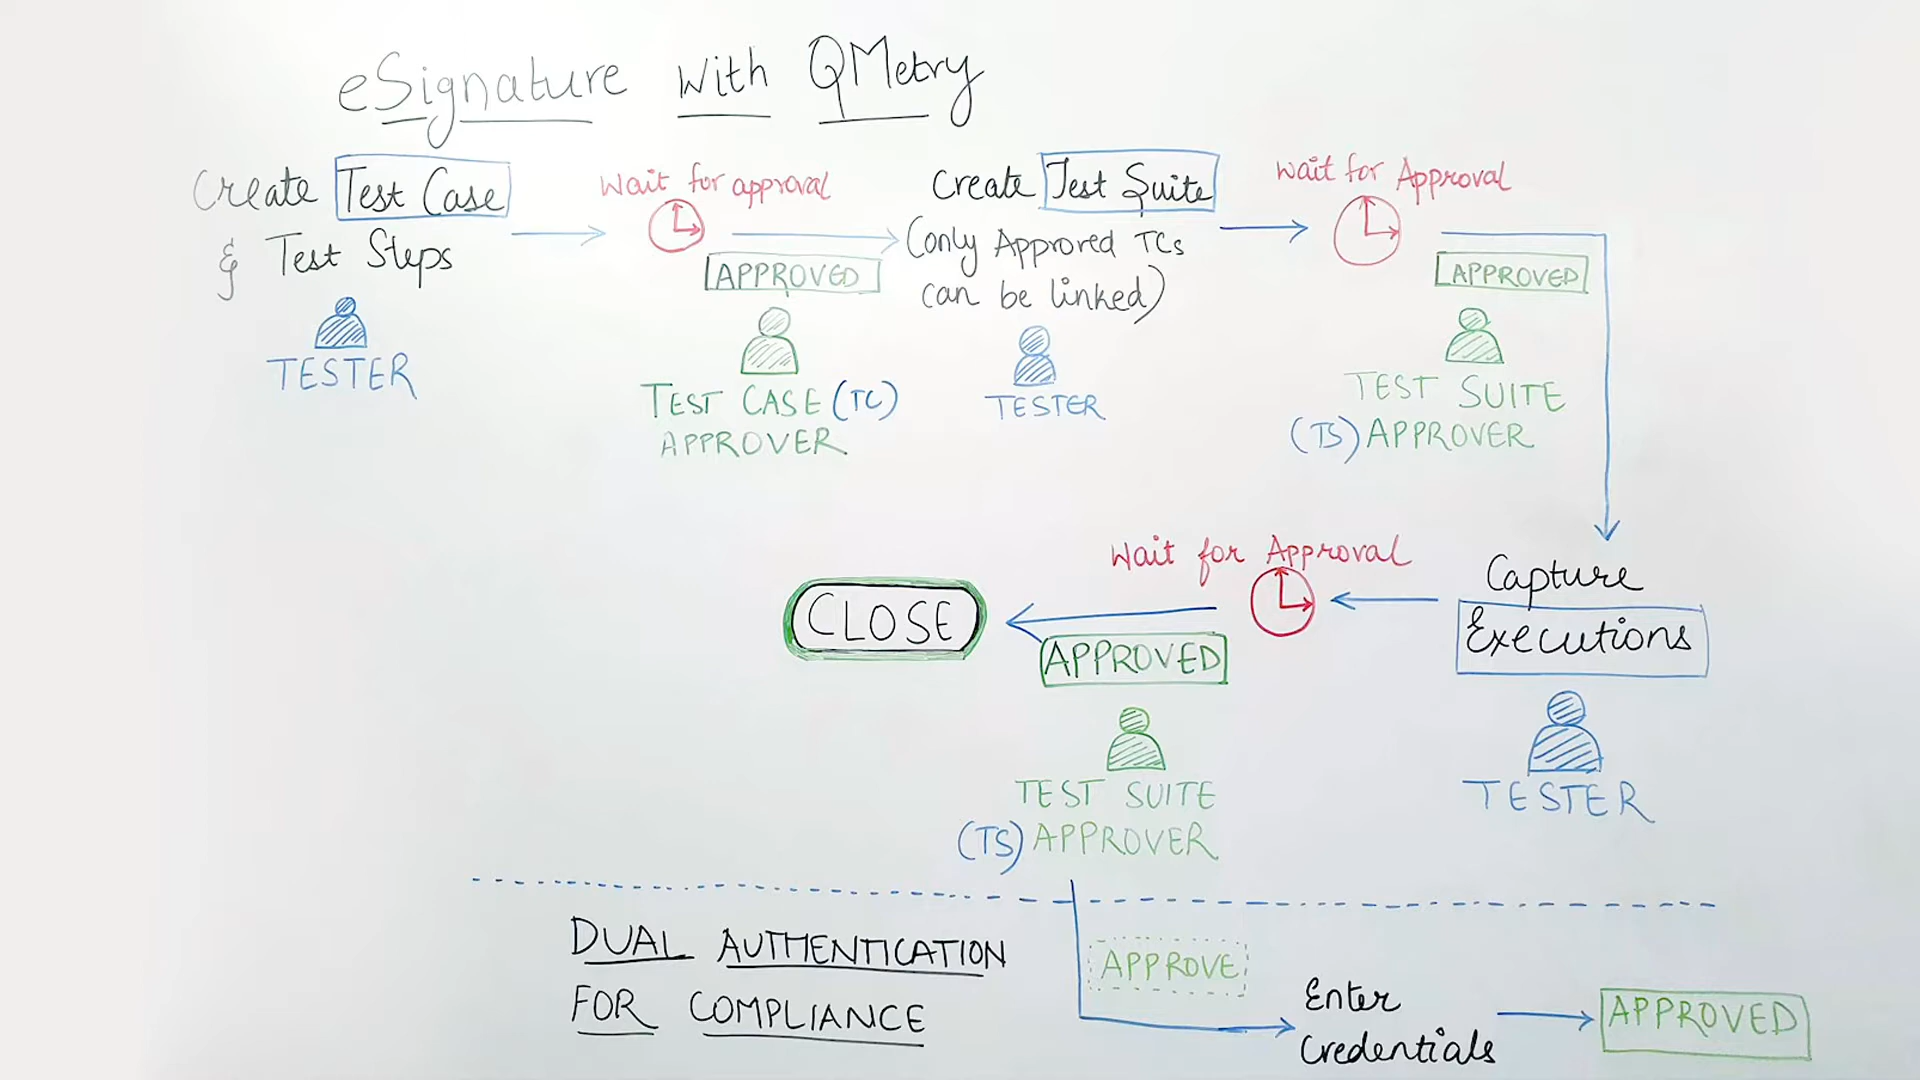 eSignature with QMetry
Create Test Case
& Test Steps
TESTER
Wait for approval
APPROVED
TEST CASE (TC)
APPROVER
Create Test Suite
(only Approved TCs
can be linked)
TESTER
Wait for Approval
APPROVED
TEST SUITE
(TS) APPROVER
Capture
Executions
TESTER
Wait for Approval
APPROVED
TEST SUITE
(TS) APPROVER
CLOSE
DUAL AUTHENTICATION
FOR COMPLIANCE
APPROVE
Enter
Credentials
APPROVED